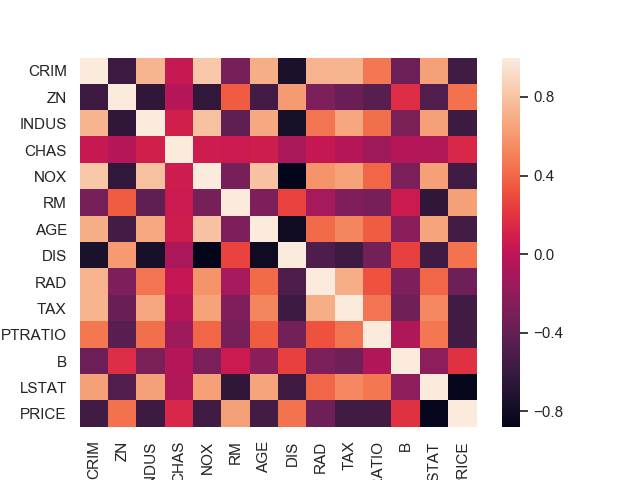 CRIM
ZN
INDUS
CHAS
NOX
RM
AGE
DIS
RAD
TAX
PTRATIO
B
LSTAT
PRICE
0.8
0.4
0.0
−0.4
−0.8
CRIM
ZN
NDUS
CHAS
NOX
RM
AGE
DIS
RAD
TAX
ATIO
B
STAT
RICE